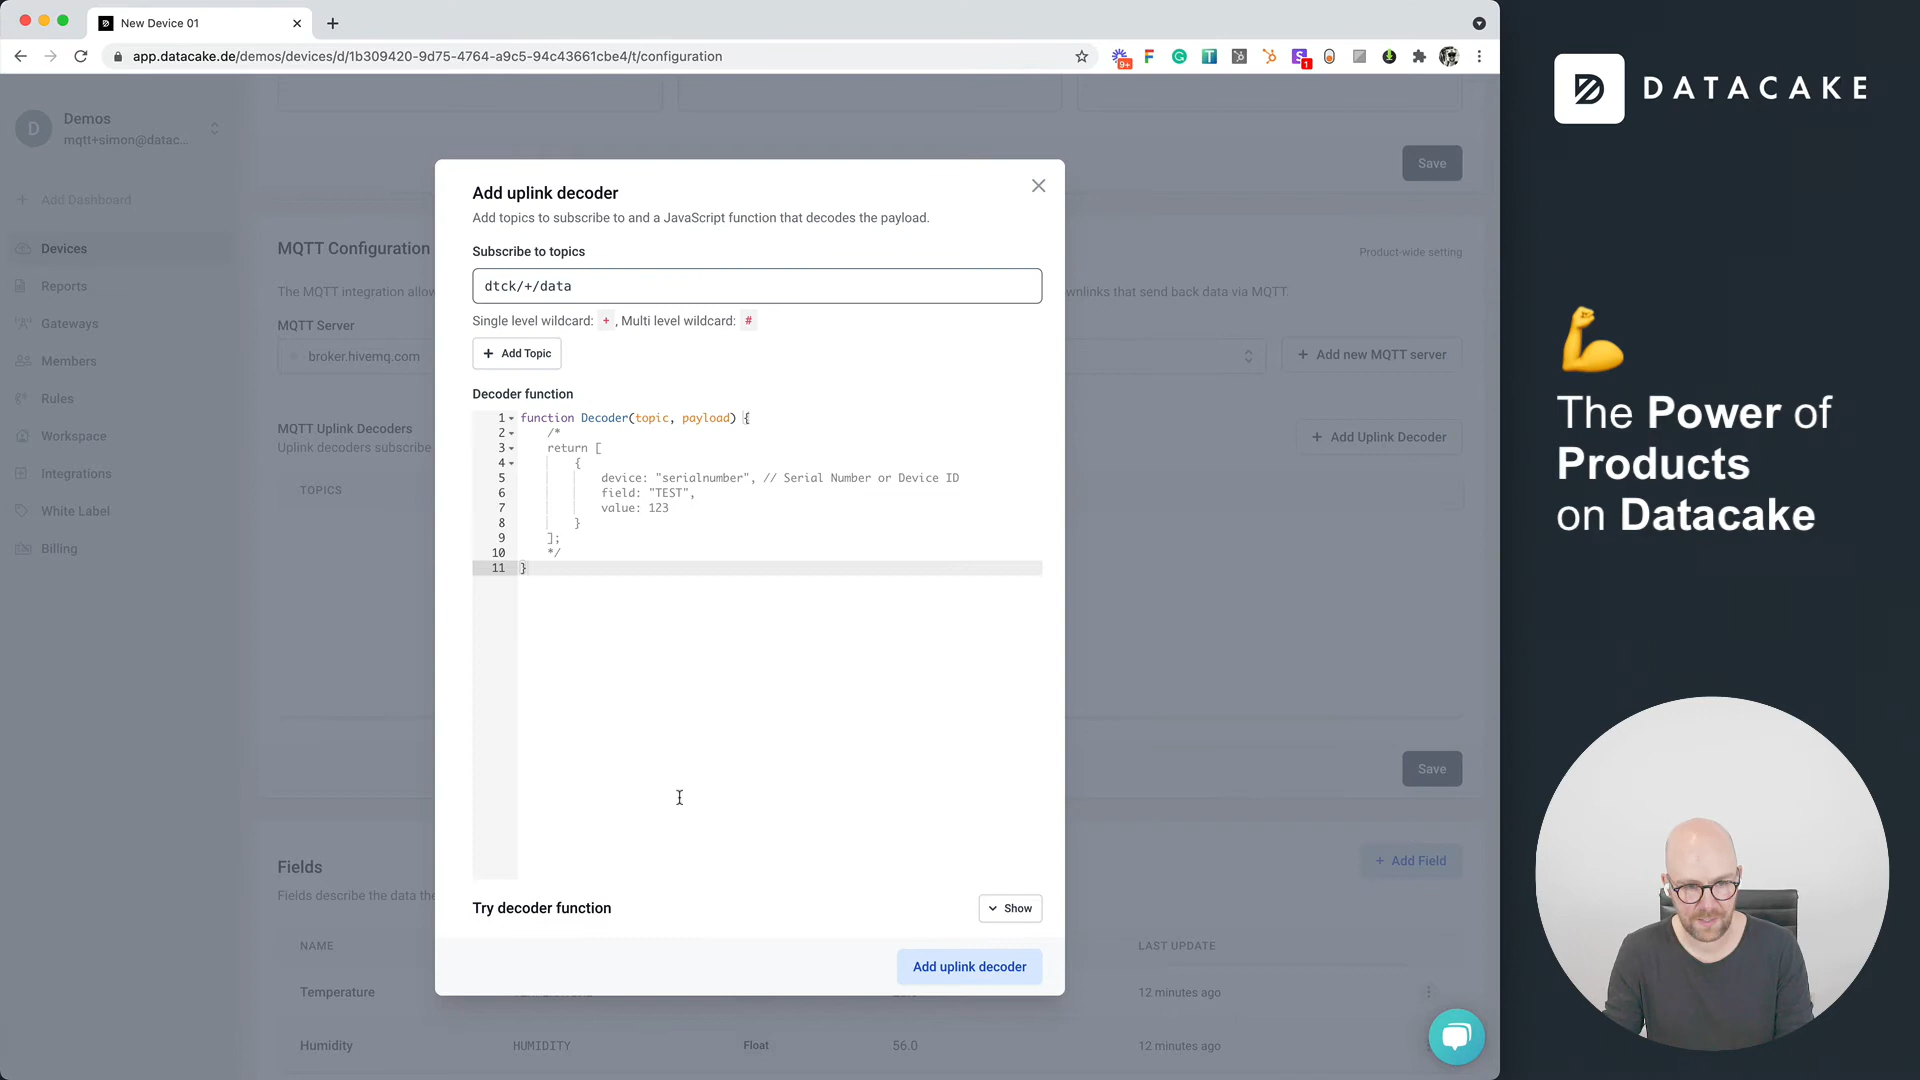 New Device 01
app.datacake.de/demos/devices/d/1b309420-9d75-4764-a9c5-94c43661cbe4/t/configuration
9+
1
D
Demos
mqtt+simon@datac...
Add Dashboard
Devices
Reports
Gateways
Members
Rules
Workspace
Integrations
White Label
Billing
Save
MQTT Configuration
Product-wide setting
The MQTT integration allow
wnlinks that send back data via MQTT.
MQTT Server
broker.hivemq.com
+ Add new MQTT server
MQTT Uplink Decoders
Uplink decoders subscribe
+ Add Uplink Decoder
TOPICS
Save
Fields
Fields describe the data the
+ Add Field
NAME
LAST UPDATE
Temperature
12 minutes ago
Humidity
HUMIDITY
Float
56.0
12 minutes ago
Add uplink decoder
Add topics to subscribe to and a JavaScript function that decodes the payload.
Subscribe to topics
dtck/+/data
Single level wildcard: + , Multi level wildcard: #
+ Add Topic
Decoder function
1 function Decoder(topic, payload) {
2 /*
3 return [
4 {
5 device: "serialnumber", // Serial Number or Device ID
6 field: "TEST",
7 value: 123
8 }
9 ];
10 */
11 }
Try decoder function
Show
Add uplink decoder
DATACAKE
The Power of
Products
on Datacake